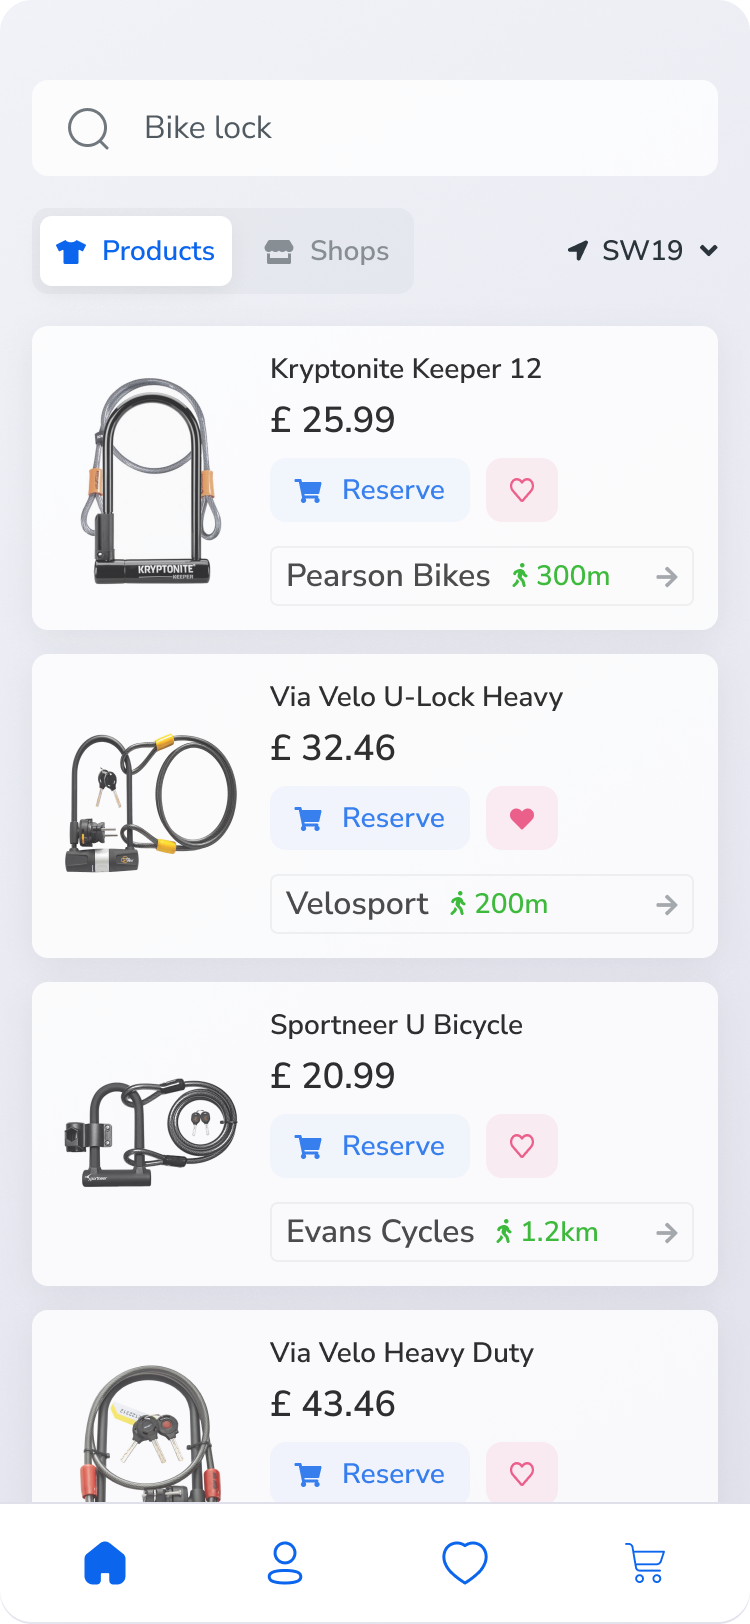 Bike lock
Products
Shops
SW19
Kryptonite Keeper 12
£ 25.99
Reserve
KRYPTONITE
KEEPER
Pearson Bikes 300m
Via Velo U-Lock Heavy
£ 32.46
Reserve
Velosport 200m
Sportneer U Bicycle
£ 20.99
Reserve
Sportneer
Evans Cycles 1.2km
Via Velo Heavy Duty
£ 43.46
Reserve